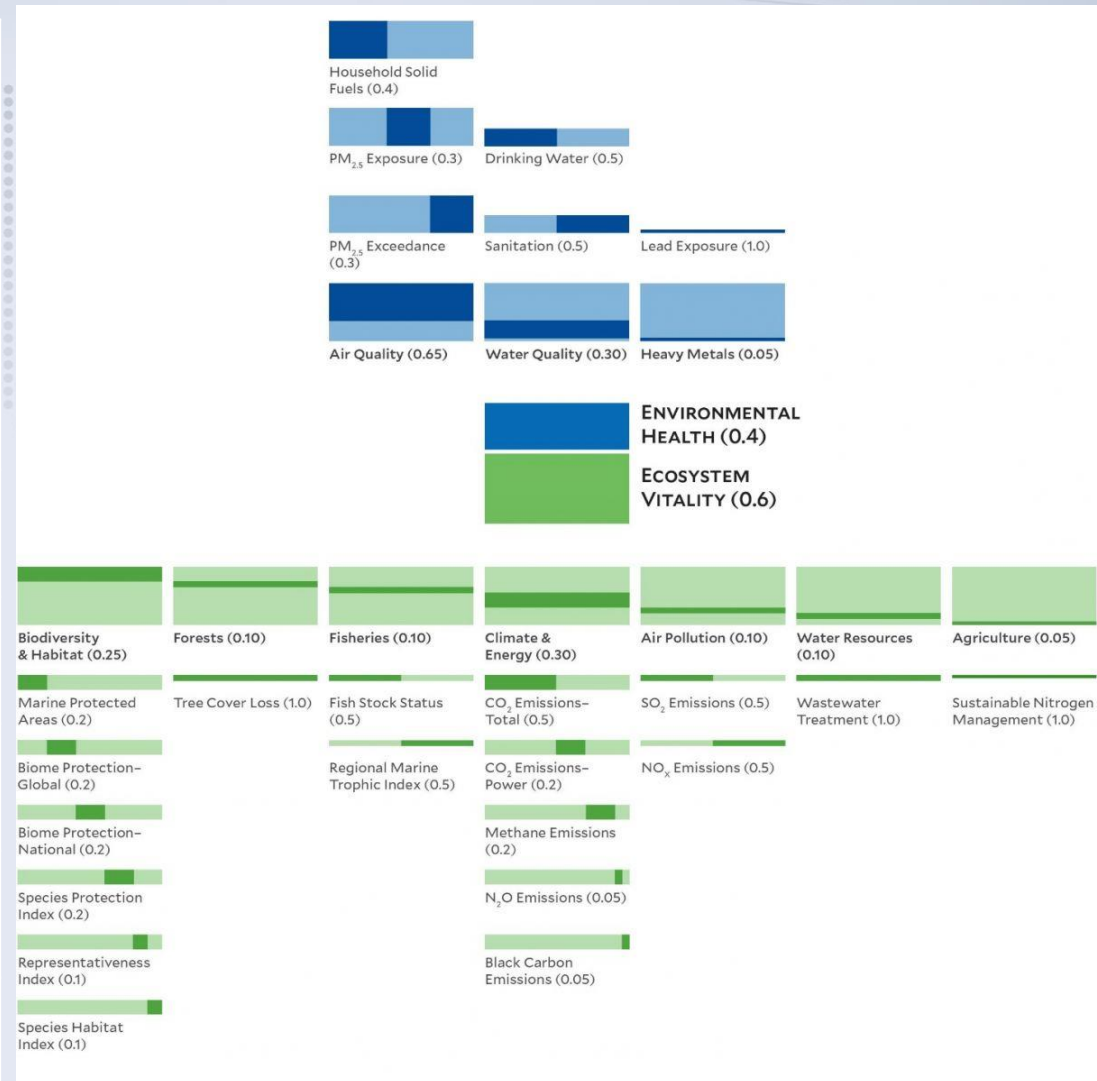 Household Solid
Fuels (0.4)
PM₂.₅ Exposure (0.3)
Drinking Water (0.5)
PM₂.₅ Exceedance
(0.3)
Sanitation (0.5)
Lead Exposure (1.0)
Air Quality (0.65)
Water Quality (0.30)
Heavy Metals (0.05)
ENVIRONMENTAL
HEALTH (0.4)
ECOSYSTEM
VITALITY (0.6)
Biodiversity
& Habitat (0.25)
Forests (0.10)
Fisheries (0.10)
Climate &
Energy (0.30)
Air Pollution (0.10)
Water Resources
(0.10)
Agriculture (0.05)
Marine Protected
Areas (0.2)
Tree Cover Loss (1.0)
Fish Stock Status
(0.5)
CO₂ Emissions–
Total (0.5)
SO₂ Emissions (0.5)
Wastewater
Treatment (1.0)
Sustainable Nitrogen
Management (1.0)
Biome Protection–
Global (0.2)
Regional Marine
Trophic Index (0.5)
CO₂ Emissions–
Power (0.2)
NOₓ Emissions (0.5)
Biome Protection–
National (0.2)
Methane Emissions
(0.2)
Species Protection
Index (0.2)
N₂O Emissions (0.05)
Representativeness
Index (0.1)
Black Carbon
Emissions (0.05)
Species Habitat
Index (0.1)